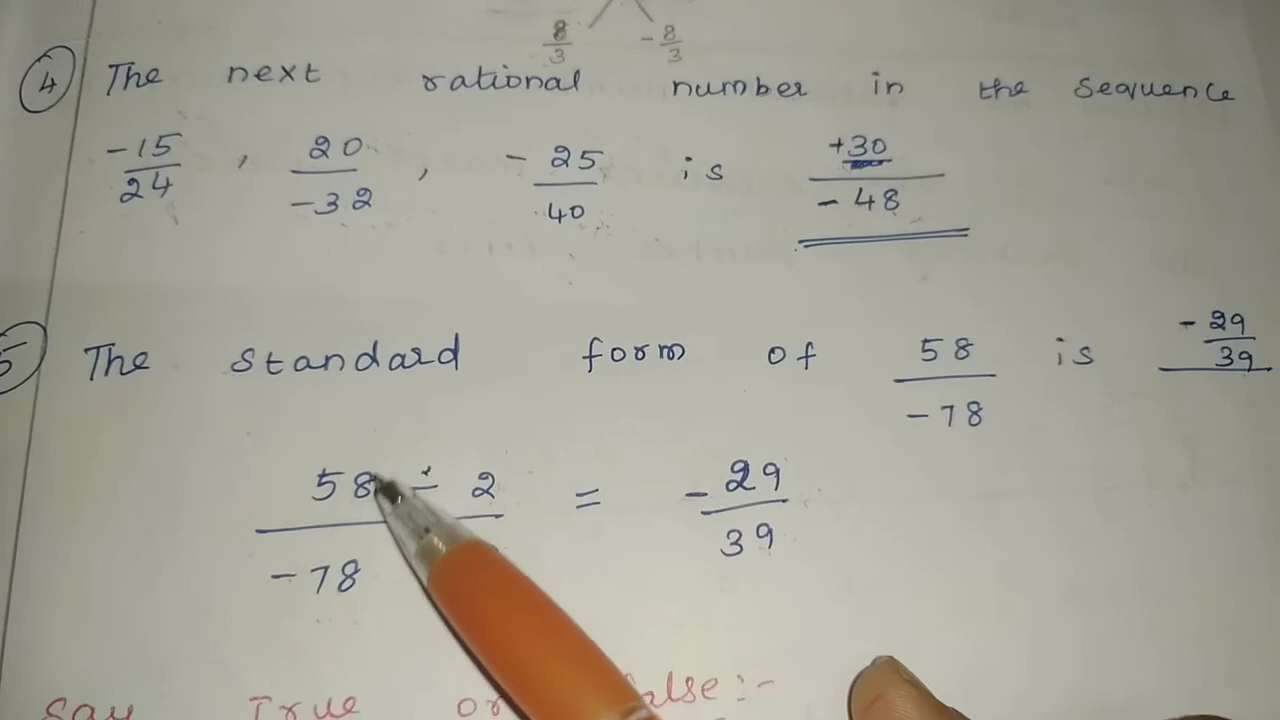 8/3 -8/3
④ The next rational number in the sequence
-15/24 , 20/-32 , -25/40 is +30/-48
5 The standard form of 58/-78 is -29/39
58 ÷ 2/-78 = -29/39
Say True or False:-